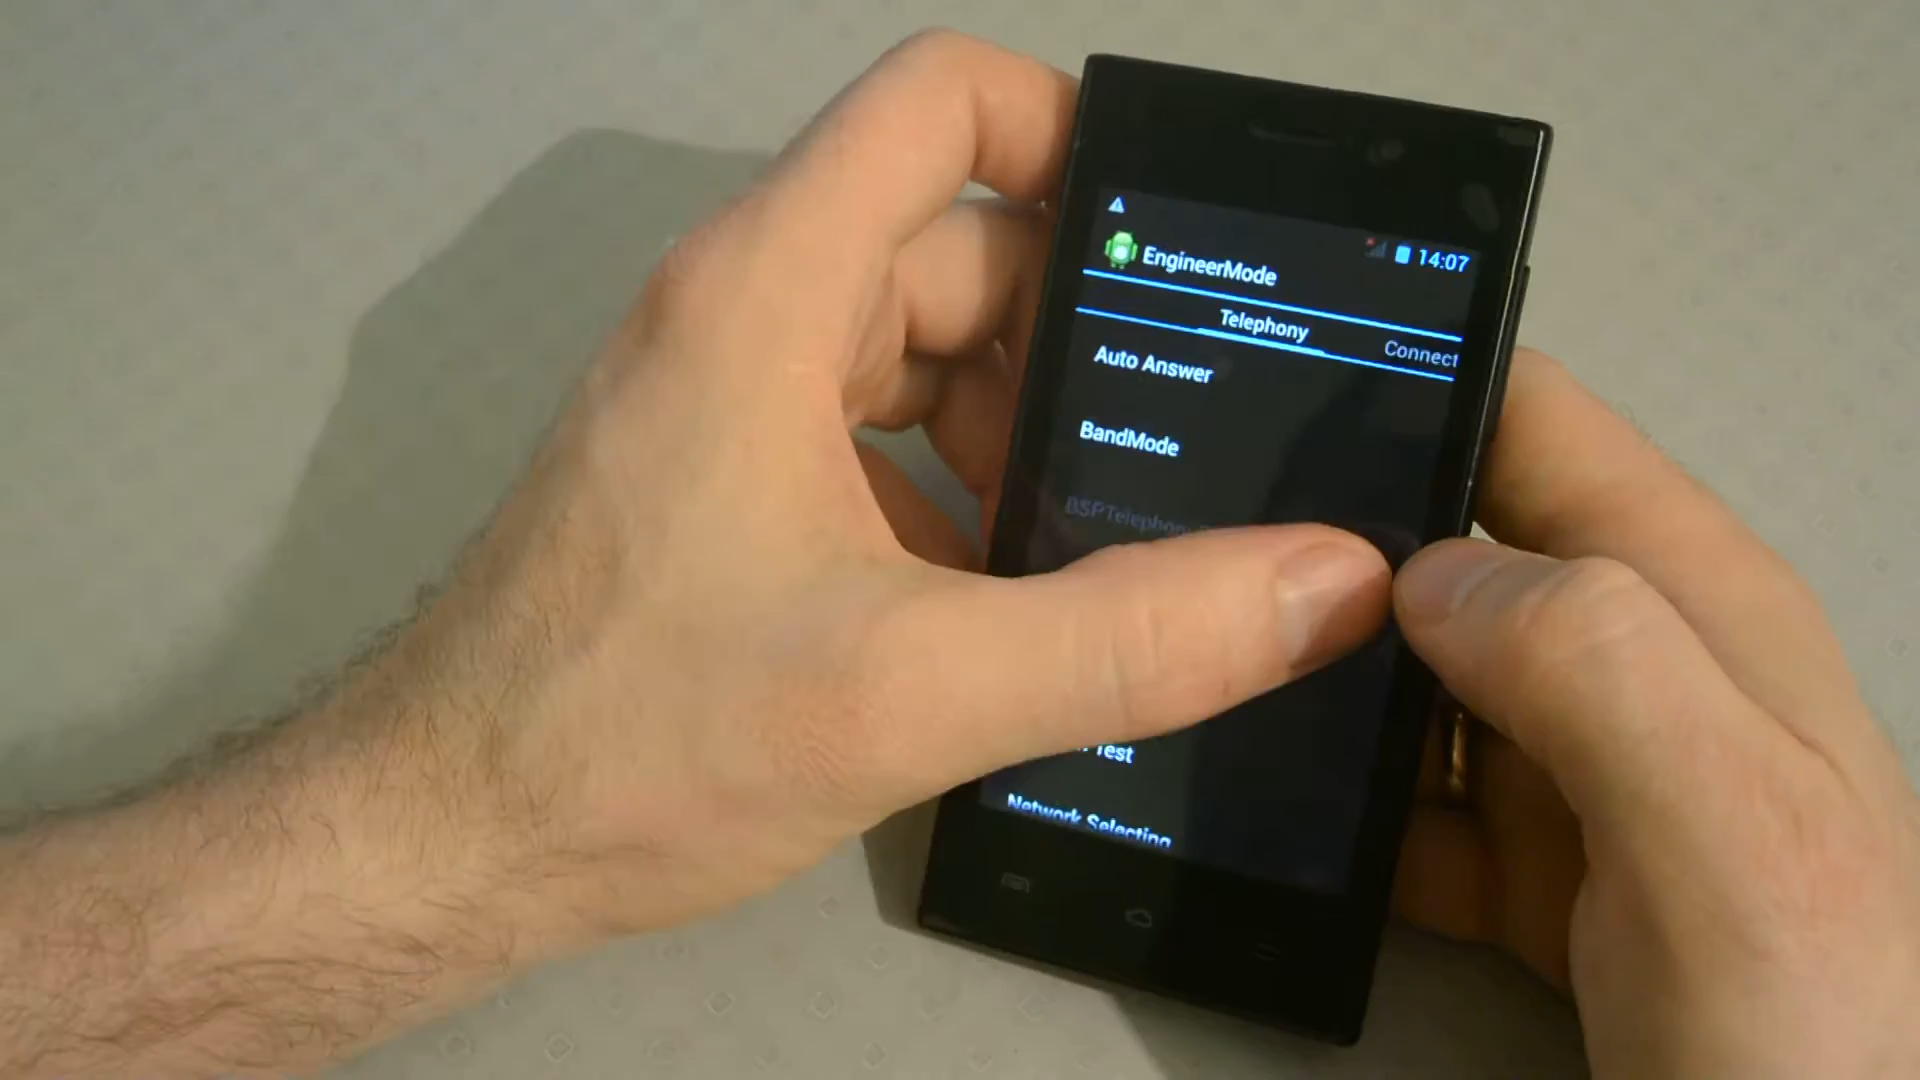 14:07
EngineerMode
Telephony
Connect
Auto Answer
BandMode
Test
Network Selecting